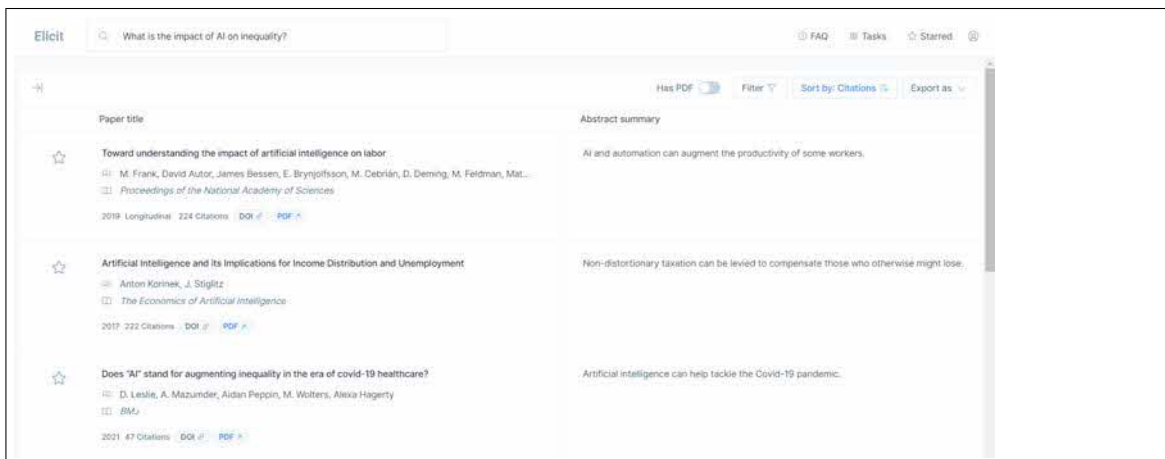 Elicit
What is the impact of AI on inequality?
FAQ
Tasks
Starred
Has PDF
Filter
Sort by: Citations
Export as
Paper title
Abstract summary
Toward understanding the impact of artificial intelligence on labor
AI and automation can augment the productivity of some workers.
M. Frank, David Autor, James Bessen, E. Brynjolfsson, M. Cebrián, D. Deming, M. Feldman, Mat...
Proceedings of the National Academy of Sciences
2019 Longitudinal 224 Citations DOI PDF
Artificial Intelligence and its Implications for Income Distribution and Unemployment
Non-distortionary taxation can be levied to compensate those who otherwise might lose.
Anton Korinek, J. Stiglitz
The Economics of Artificial Intelligence
2017 222 Citations DOI PDF
Does "AI" stand for augmenting inequality in the era of covid-19 healthcare?
Artificial intelligence can help tackle the Covid-19 pandemic.
D. Leslie, A. Mazumder, Aidan Peppin, M. Wolters, Alexa Hagerty
BMJ
2021 47 Citations DOI PDF